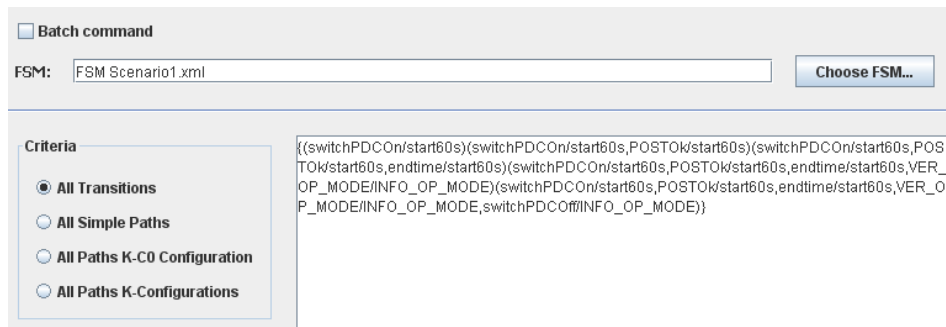 Batch command
FSM: FSM Scenario1.xml Choose FSM...
Criteria
All Transitions
All Simple Paths
All Paths K-C0 Configuration
All Paths K-Configurations
{(switchPDCOn/start60s)(switchPDCOn/start60s,POSTOk/start60s)(switchPDCOn/start60s,POS
TOk/start60s,endtime/start60s)(switchPDCOn/start60s,POSTOk/start60s,endtime/start60s,VER_
OP_MODE/INFO_OP_MODE)(switchPDCOn/start60s,POSTOk/start60s,endtime/start60s,VER_O
P_MODE/INFO_OP_MODE,switchPDCOff/INFO_OP_MODE)}